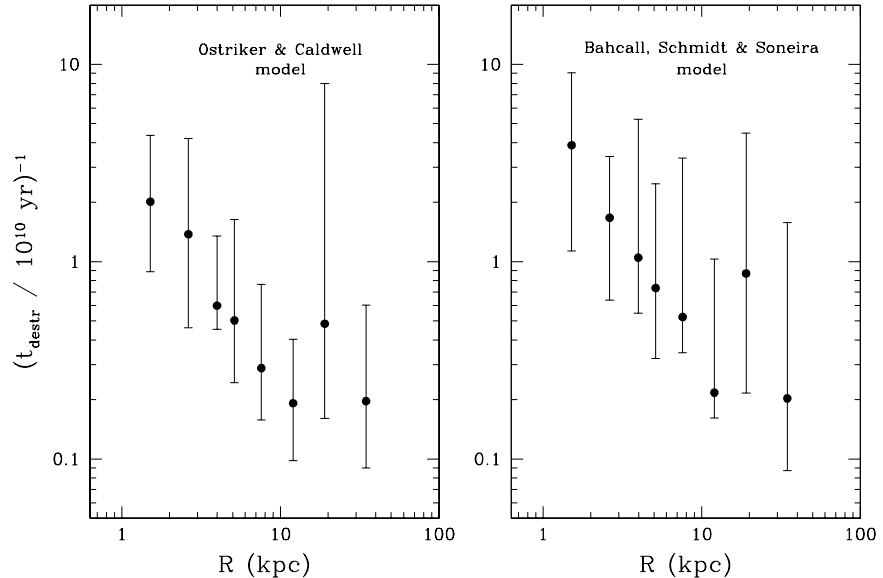 Ostriker & Caldwell
model
Bahcall, Schmidt & Soneira
model
(t_destr / 10^10 yr)^−1
10
1
0.1
1
10
100
R (kpc)
10
1
0.1
1
10
100
R (kpc)